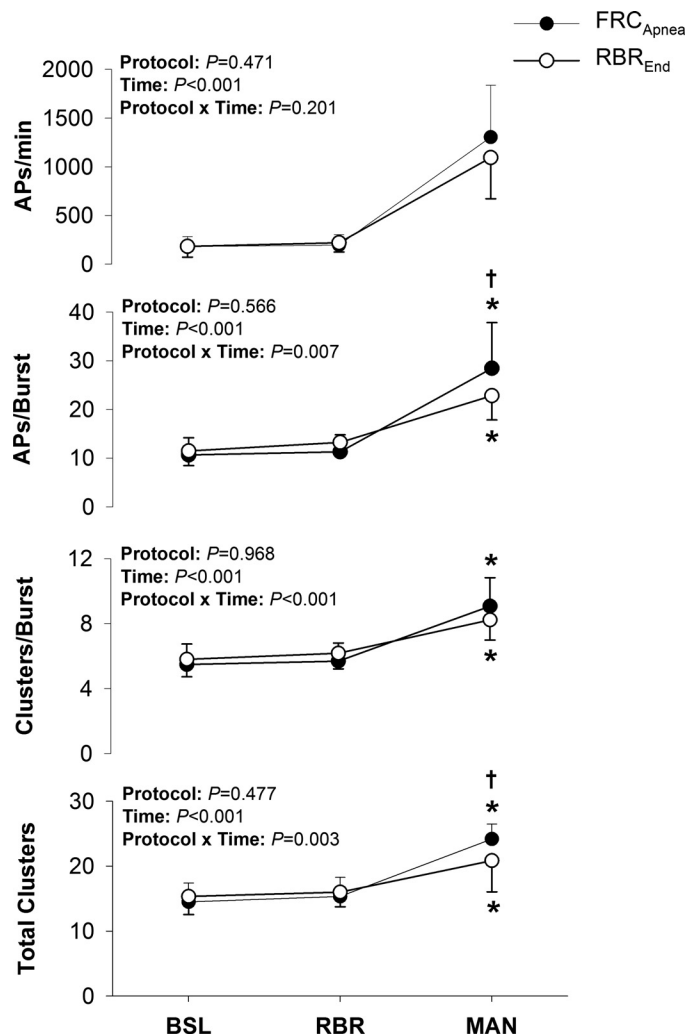 FRC_Apnea
RBR_End
Protocol: P=0.471
Time: P<0.001
Protocol x Time: P=0.201
APs/min
2000
1500
1000
500
0
Protocol: P=0.566
Time: P<0.001
Protocol x Time: P=0.007
APs/Burst
40
30
20
10
0
†
*
*
Protocol: P=0.968
Time: P<0.001
Protocol x Time: P<0.001
Clusters/Burst
12
8
4
0
*
*
Protocol: P=0.477
Time: P<0.001
Protocol x Time: P=0.003
Total Clusters
30
20
10
0
†
*
*
BSL RBR MAN